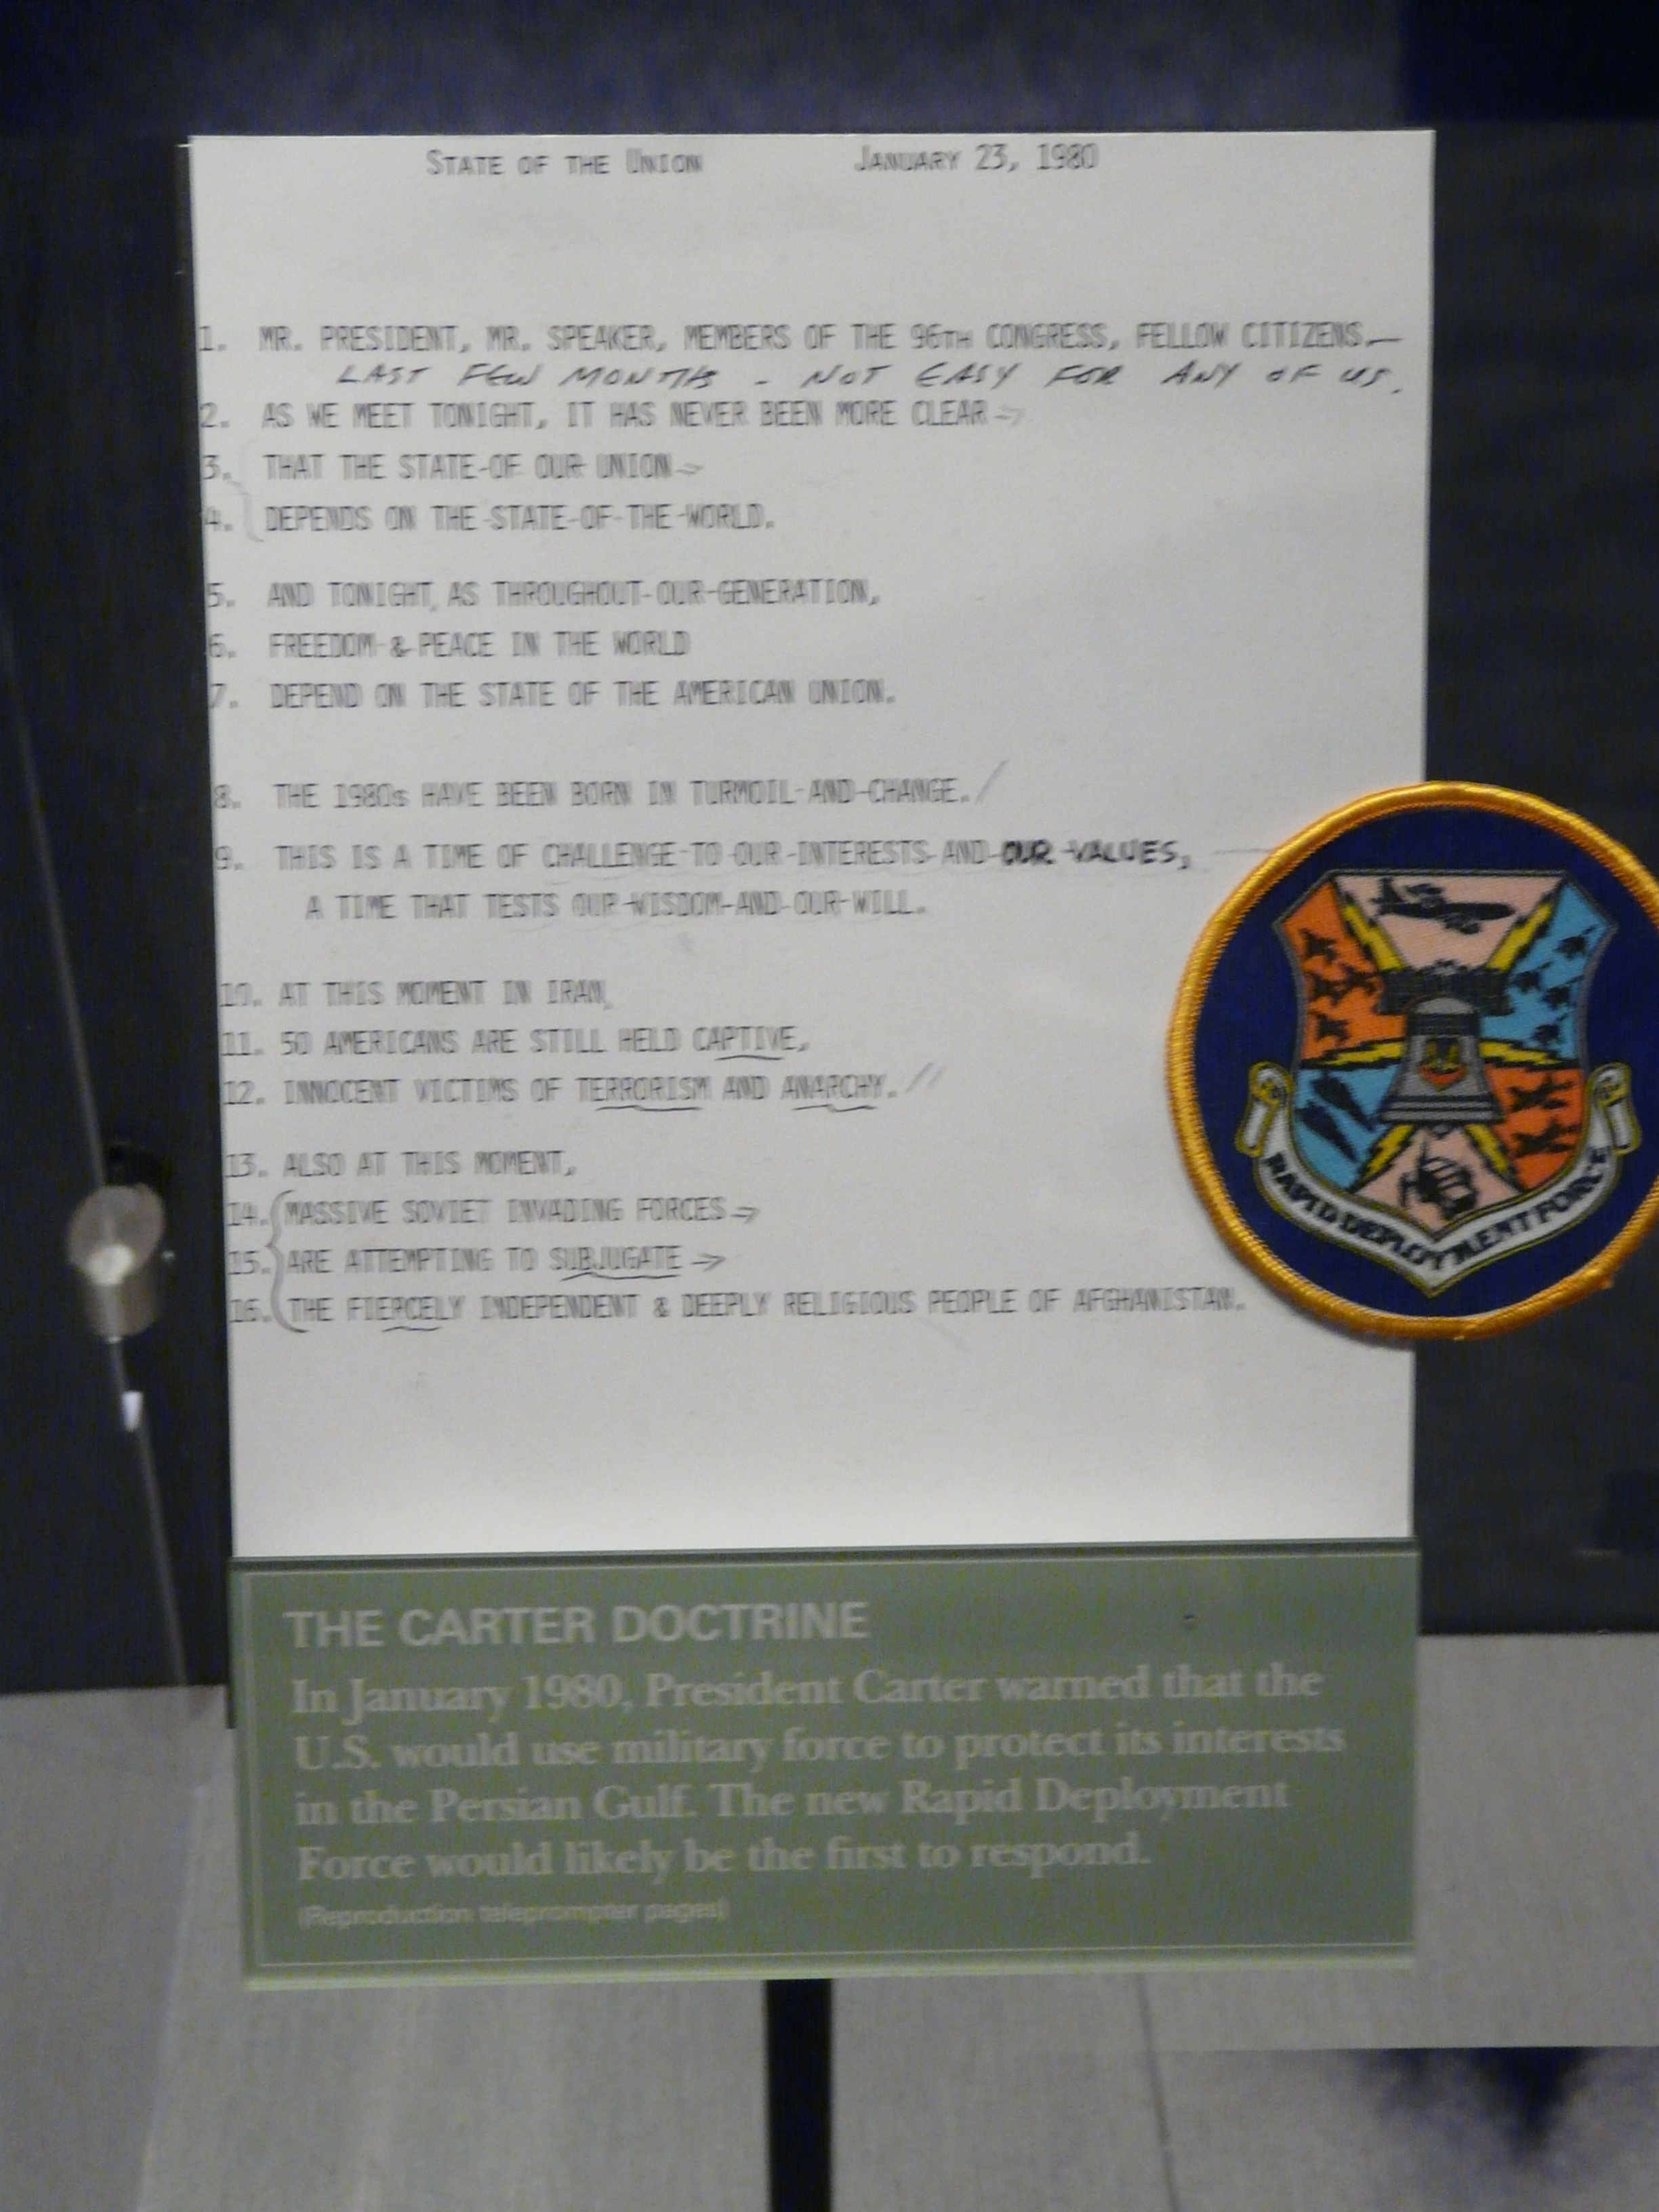 STATE OF THE UNION JANUARY 23, 1980
1. MR. PRESIDENT, MR. SPEAKER, MEMBERS OF THE 96TH CONGRESS, FELLOW CITIZENS.—
LAST FEW MONTHS - NOT EASY FOR ANY OF US.
2. AS WE MEET TONIGHT, IT HAS NEVER BEEN MORE CLEAR→
3. THAT THE STATE-OF OUR UNION→
4. DEPENDS ON THE-STATE-OF-THE-WORLD.
5. AND TONIGHT, AS THROUGHOUT-OUR-GENERATION,
6. FREEDOM-&-PEACE IN THE WORLD
7. DEPEND ON THE STATE OF THE AMERICAN UNION.
8. THE 1980s HAVE BEEN BORN IN TURMOIL-AND-CHANGE./
9. THIS IS A TIME OF CHALLENGE-TO-OUR-INTERESTS-AND-OUR-VALUES,
A TIME THAT TESTS OUR-WISDOM-AND-OUR-WILL.
10. AT THIS MOMENT IN IRAN,
11. 50 AMERICANS ARE STILL HELD CAPTIVE,
12. INNOCENT VICTIMS OF TERRORISM AND ANARCHY.//
13. ALSO AT THIS MOMENT,
14. MASSIVE SOVIET INVADING FORCES→
15. ARE ATTEMPTING TO SUBJUGATE→
16. THE FIERCELY INDEPENDENT & DEEPLY RELIGIOUS PEOPLE OF AFGHANISTAN.
RAPID DEPLOYMENT FORCE
THE CARTER DOCTRINE
In January 1980, President Carter warned that the
U.S. would use military force to protect its interests
in the Persian Gulf. The new Rapid Deployment
Force would likely be the first to respond.
(Reproduction teleprompter pages)